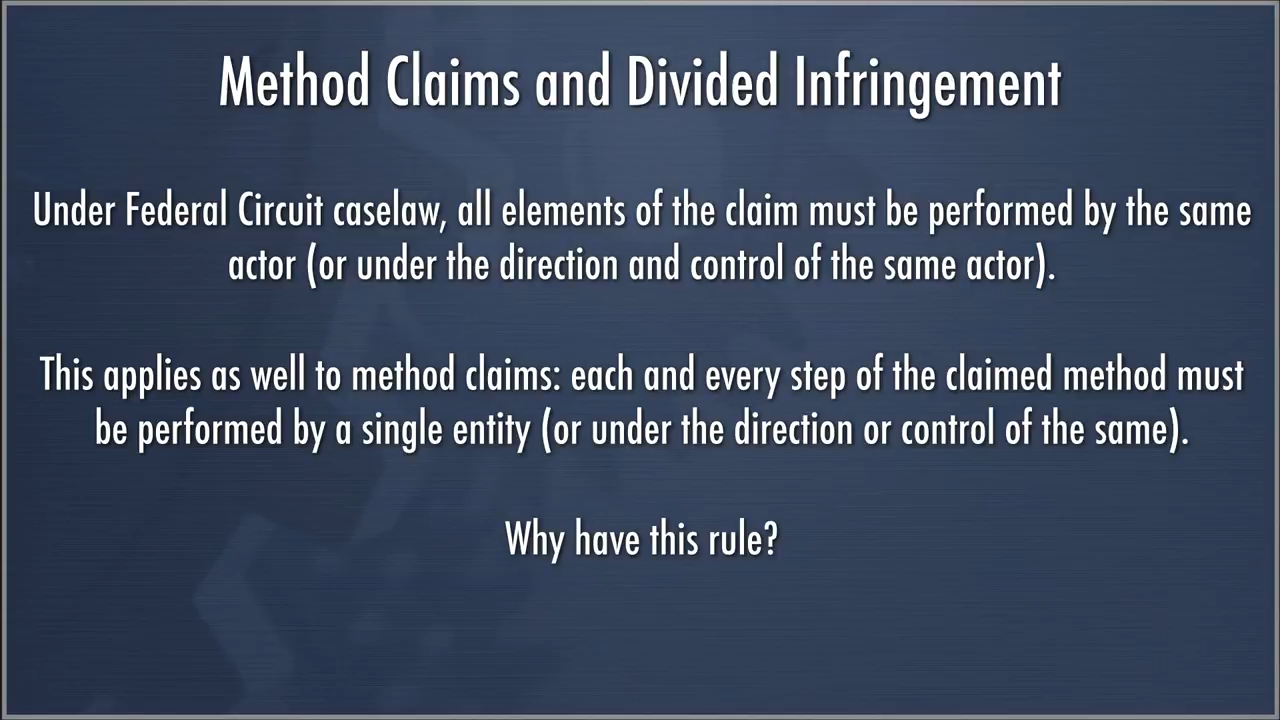 Method Claims and Divided Infringement
Under Federal Circuit caselaw, all elements of the claim must be performed by the same
actor (or under the direction and control of the same actor).
This applies as well to method claims: each and every step of the claimed method must
be performed by a single entity (or under the direction or control of the same).
Why have this rule?